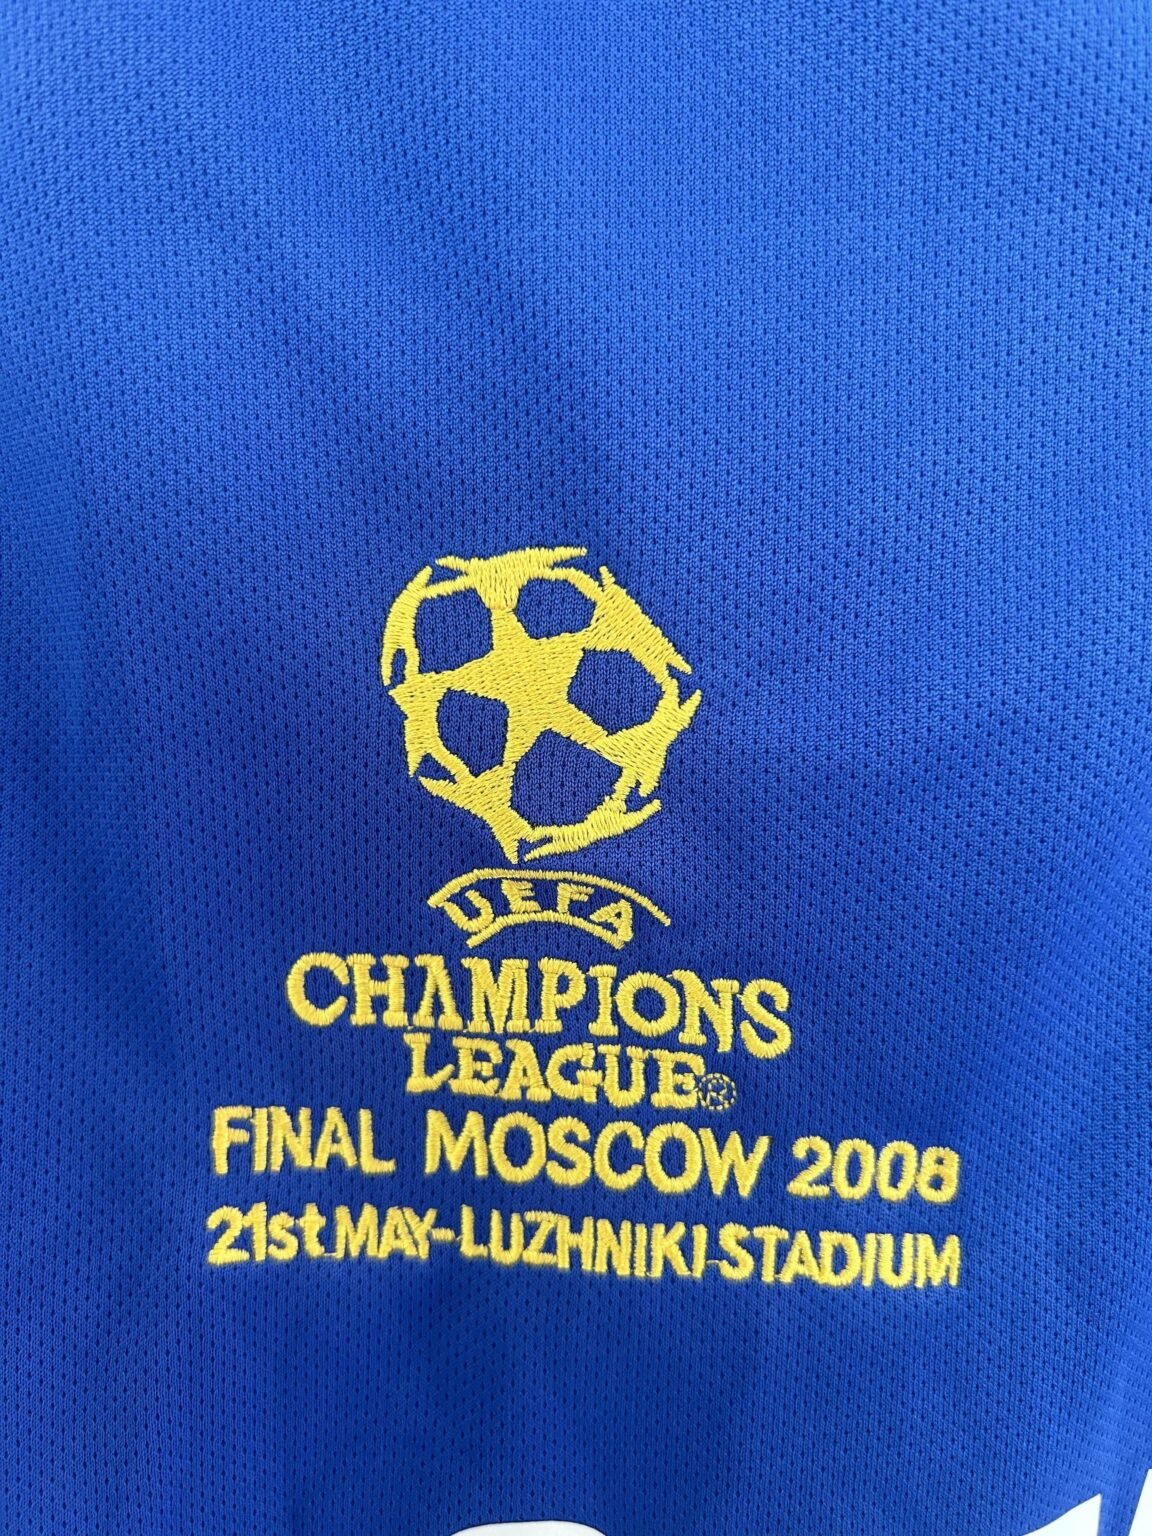 UEFA
CHAMPIONS
LEAGUE®
FINAL MOSCOW 2008
21st MAY-LUZHNIKI STADIUM